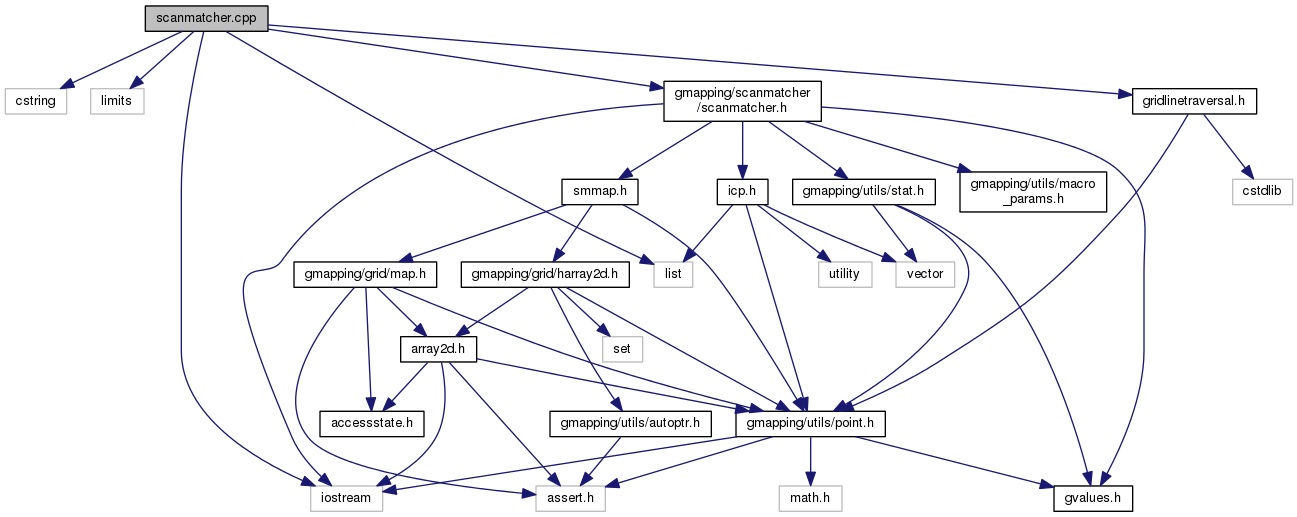 scanmatcher.cpp
cstring
limits
gmapping/scanmatcher
/scanmatcher.h
gridlinetraversal.h
smmap.h
icp.h
gmapping/utils/stat.h
gmapping/utils/macro
_params.h
cstdlib
gmapping/grid/map.h
gmapping/grid/harray2d.h
list
utility
vector
array2d.h
set
accessstate.h
gmapping/utils/autoptr.h
gmapping/utils/point.h
iostream
assert.h
math.h
gvalues.h